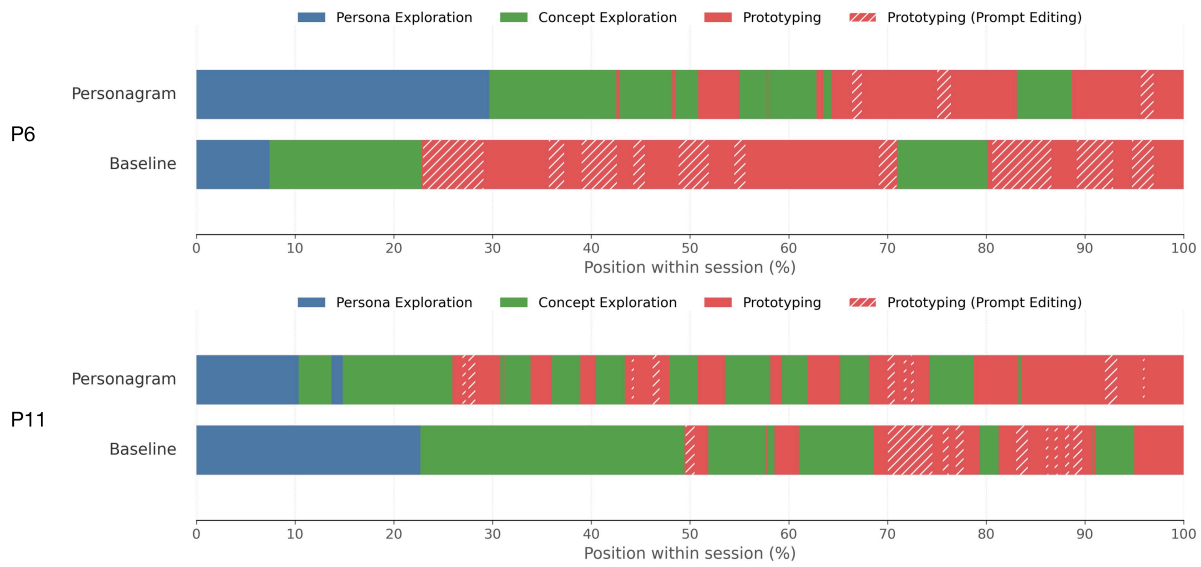 Persona Exploration Concept Exploration Prototyping Prototyping (Prompt Editing)
Personagram
P6
Baseline
0 10 20 30 40 50 60 70 80 90 100
Position within session (%)
Persona Exploration Concept Exploration Prototyping Prototyping (Prompt Editing)
Personagram
P11
Baseline
0 10 20 30 40 50 60 70 80 90 100
Position within session (%)